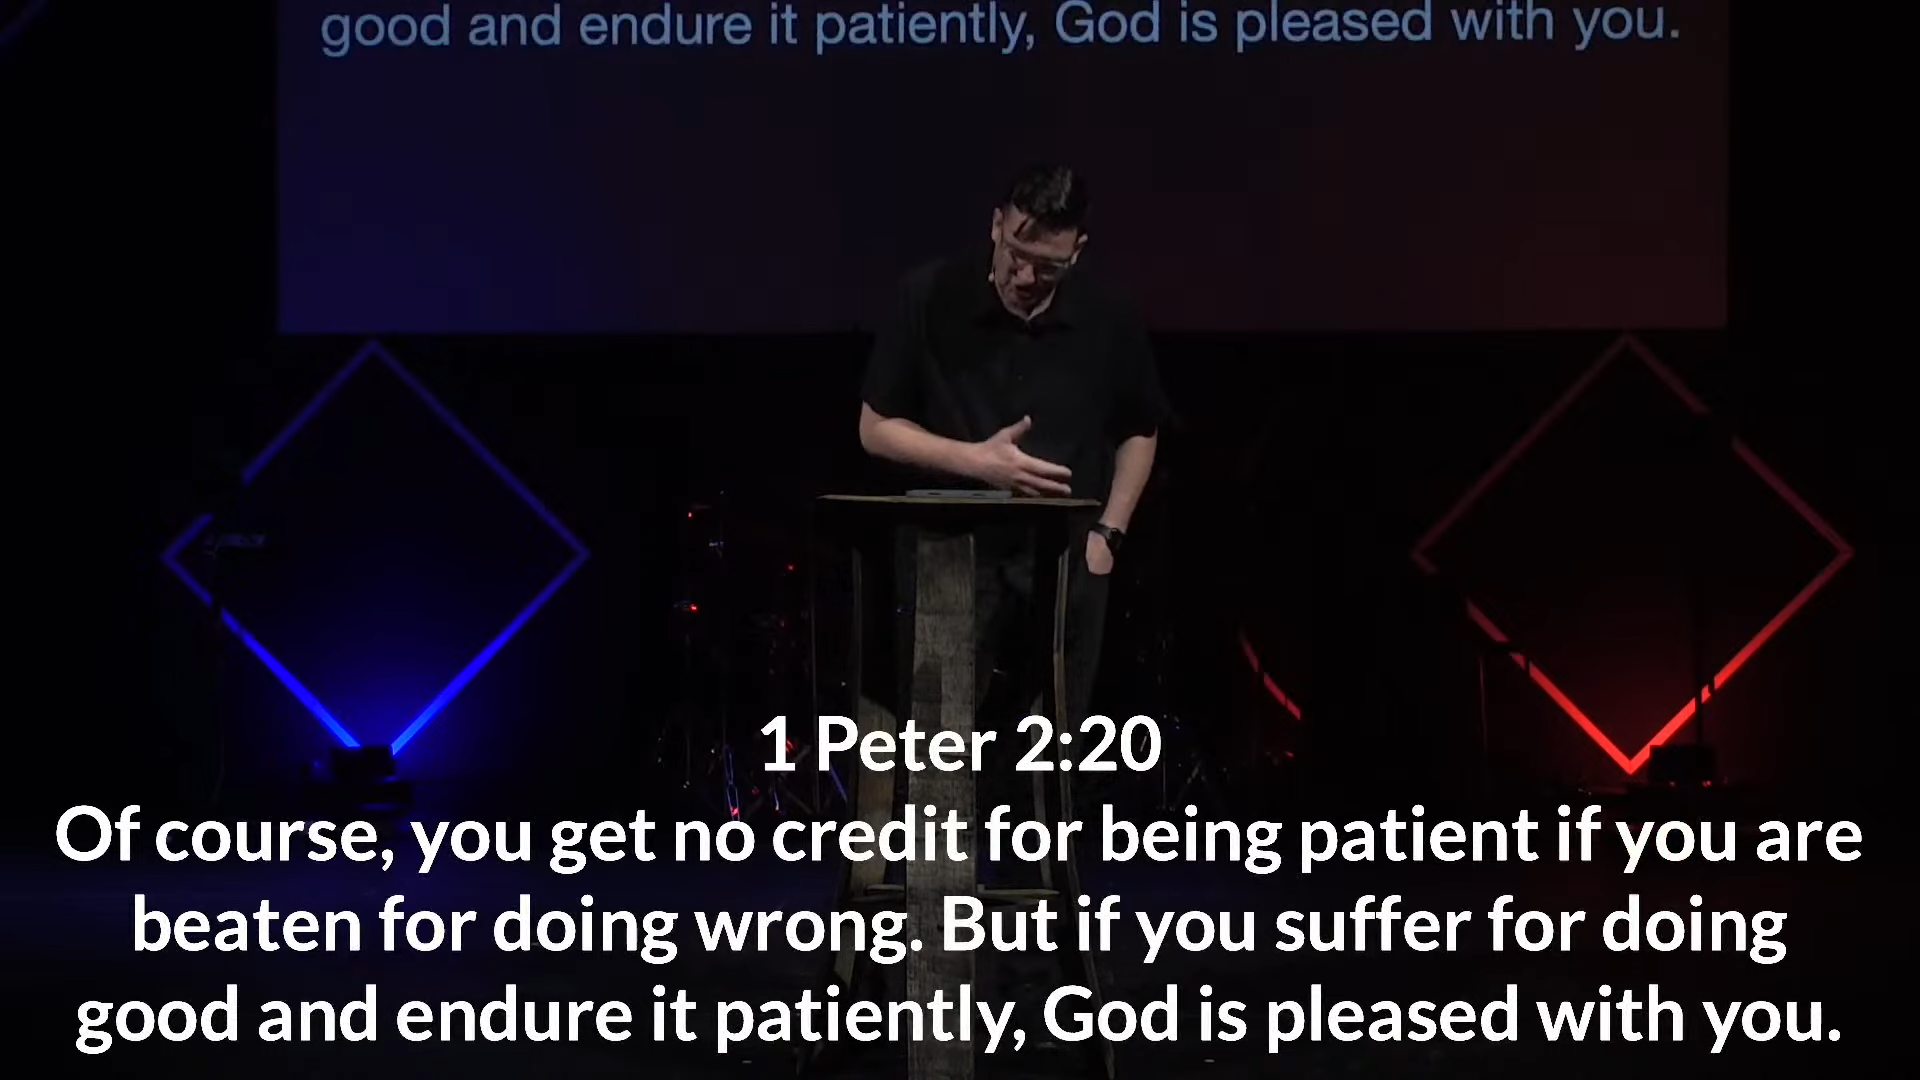 good and endure it patiently, God is pleased with you.
1 Peter 2:20
Of course, you get no credit for being patient if you are
beaten for doing wrong. But if you suffer for doing
good and endure it patiently, God is pleased with you.